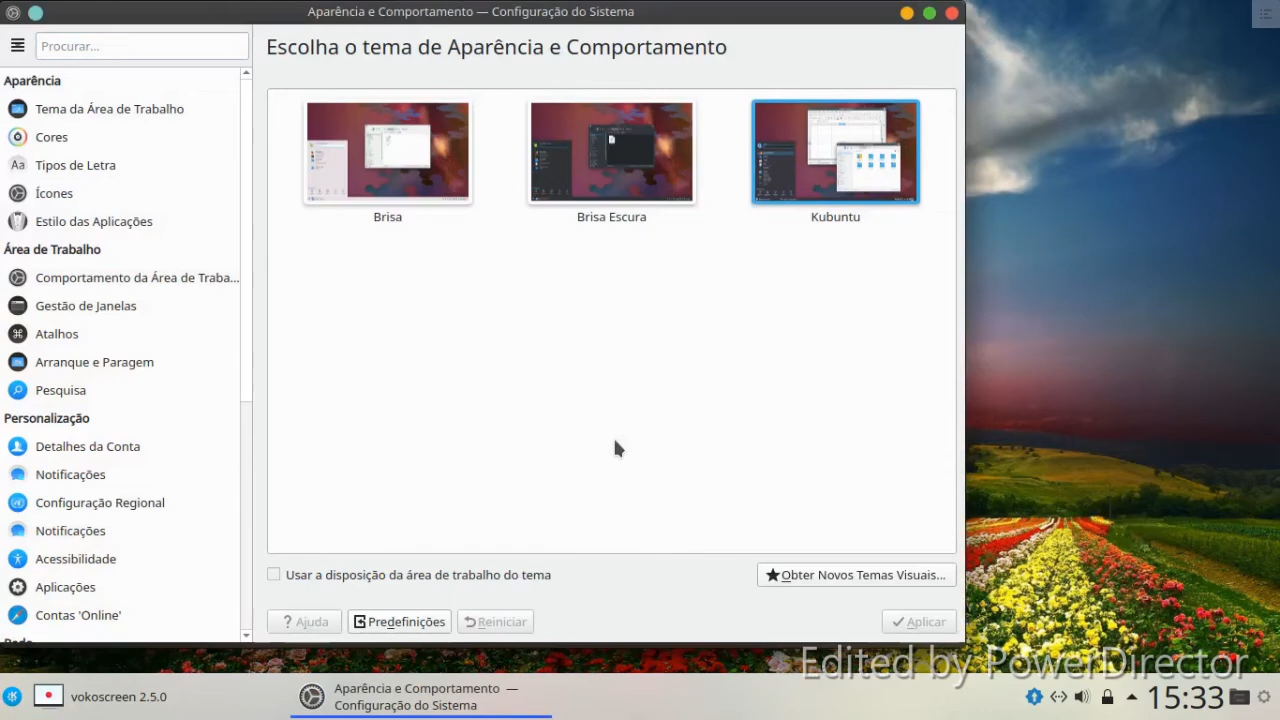 Aparência e Comportamento — Configuração do Sistema
Procurar...
Escolha o tema de Aparência e Comportamento
Aparência
Tema da Área de Trabalho
Cores
Aa Tipos de Letra
Ícones
Estilo das Aplicações
Área de Trabalho
Comportamento da Área de Traba...
Gestão de Janelas
Atalhos
Arranque e Paragem
Pesquisa
Personalização
Detalhes da Conta
Notificações
Configuração Regional
Notificações
Acessibilidade
Aplicações
Contas 'Online'
Brisa
Brisa Escura
Kubuntu
Usar a disposição da área de trabalho do tema
Obter Novos Temas Visuais...
? Ajuda
Predefinições
Reiniciar
Aplicar
Edited by PowerDirector
vokoscreen 2.5.0
Aparência e Comportamento —
Configuração do Sistema
15:33